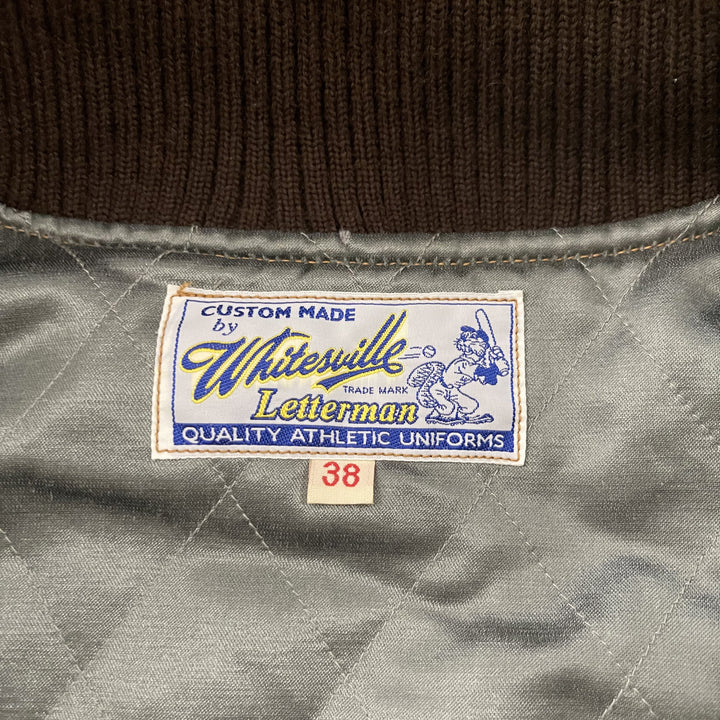 CUSTOM MADE
by
Whitesville
TRADE MARK
Letterman
QUALITY ATHLETIC UNIFORMS
38